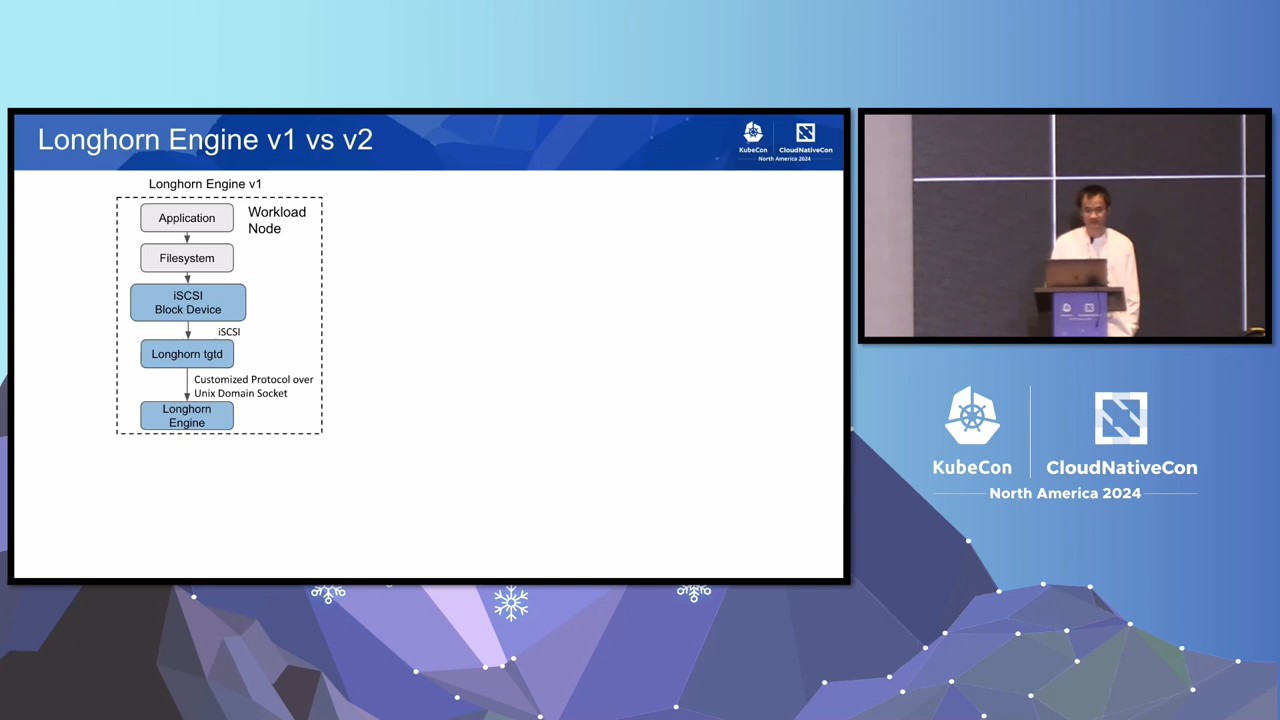 Longhorn Engine v1 vs v2
KubeCon
CloudNativeCon
North America 2024
Longhorn Engine v1
Workload
Node
Application
Filesystem
iSCSI
Block Device
iSCSI
Longhorn tgtd
Customized Protocol over
Unix Domain Socket
Longhorn
Engine
KubeCon
CloudNativeCon
North America 2024